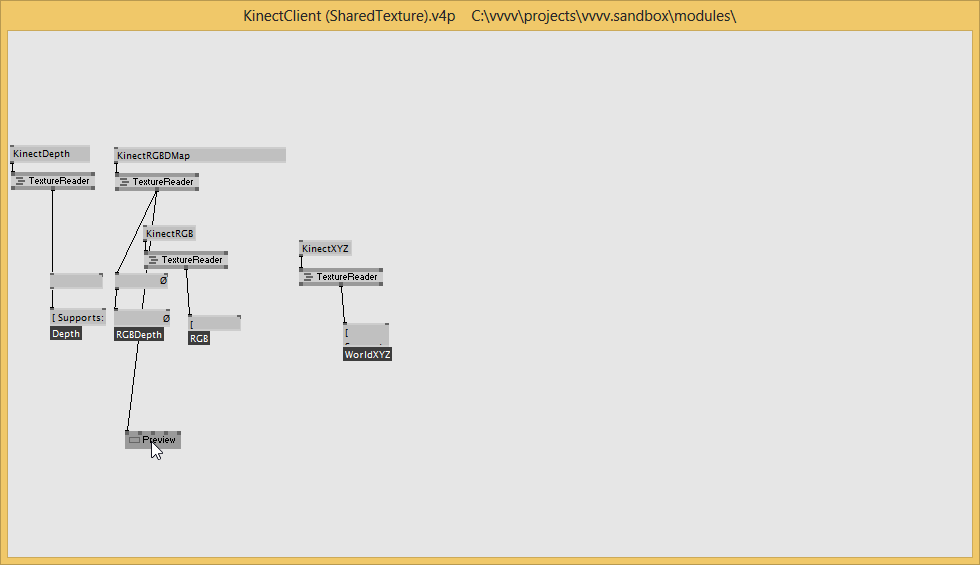 KinectClient (SharedTexture).v4p C:\vvvv\projects\vvvv.sandbox\modules\
KinectDepth
KinectRGBDMap
TextureReader
TextureReader
KinectRGB
TextureReader
KinectXYZ
TextureReader
Ø
[ Supports:
Ø
[
[
Depth
RGBDepth
RGB
WorldXYZ
Preview